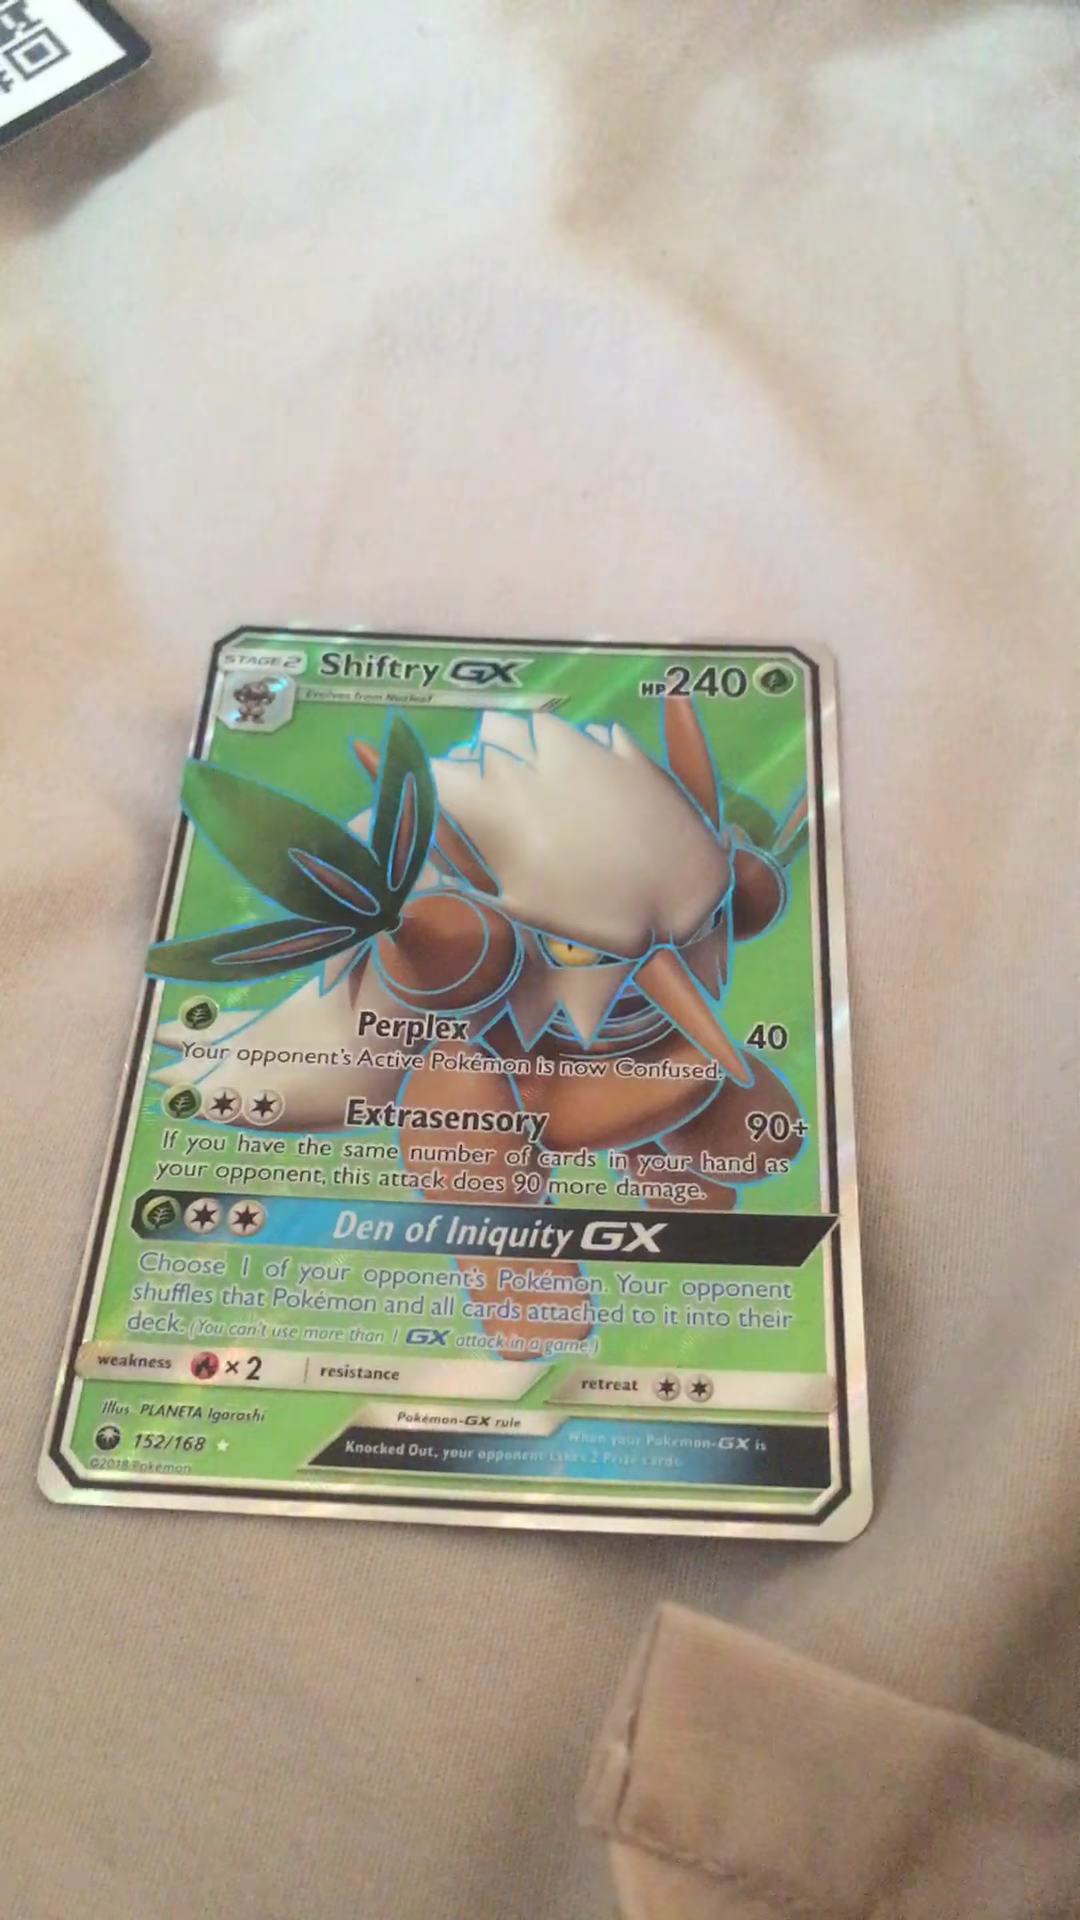 STAGE 2 Shiftry GX HP 240
Evolves from Nuzleaf
Perplex 40
Your opponent's Active Pokémon is now Confused.
Extrasensory 90+
If you have the same number of cards in your hand as
your opponent, this attack does 90 more damage.
Den of Iniquity GX
Choose 1 of your opponent's Pokémon. Your opponent
shuffles that Pokémon and all cards attached to it into their
deck. (You can't use more than 1 GX attack in a game.)
weakness ×2 resistance retreat
Illus. PLANETA Igarashi
Pokémon-GX rule When your Pokémon-GX is
152/168 Knocked Out, your opponent takes 2 Prize cards.
©2018 Pokémon